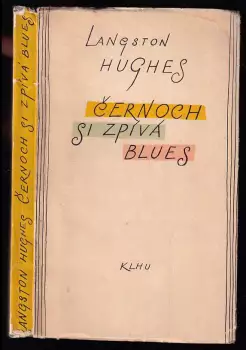 LANGSTON HUGHES ČERNOCH SI ZPÍVÁ BLUES
LANGSTON
HUGHES
ČERNOCH
SI ZPÍVÁ
BLUES
KLHU